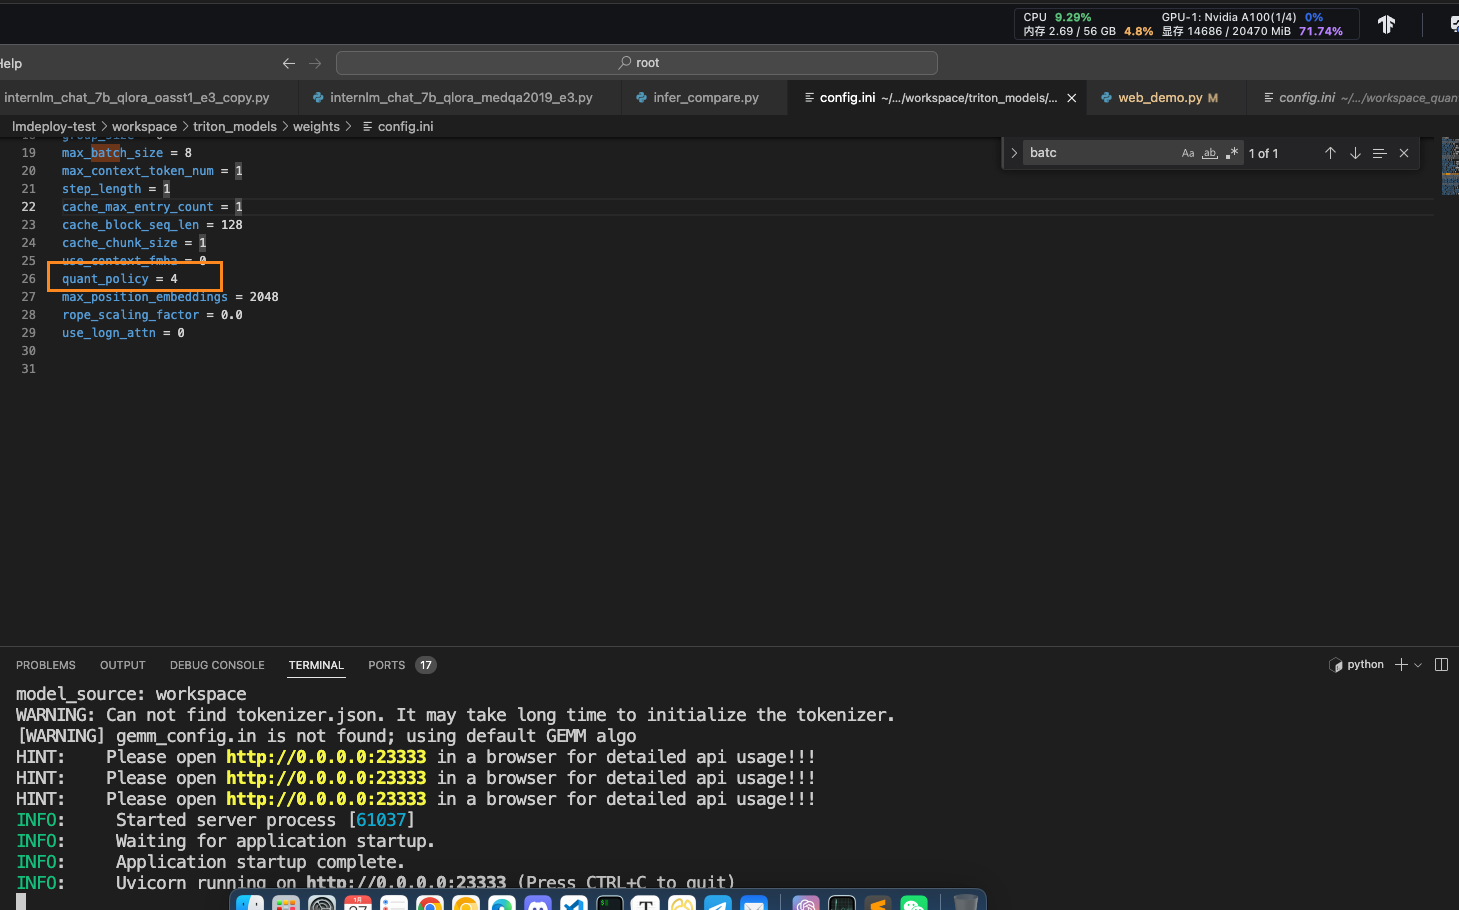 CPU 9.29% GPU-1: Nvidia A100(1/4) 0%
内存 2.69 / 56 GB 4.8% 显存 14686 / 20470 MiB 71.74%
Help
root
internlm_chat_7b_qlora_oasst1_e3_copy.py internlm_chat_7b_qlora_medqa2019_e3.py infer_compare.py config.ini ~/.../workspace/triton_models/... web_demo.py M config.ini ~/.../workspace_quan
lmdeploy-test > workspace > triton_models > weights > config.ini
batc Aa ab .* 1 of 1
18 group_size = 0
19 max_batch_size = 8
20 max_context_token_num = 1
21 step_length = 1
22 cache_max_entry_count = 1
23 cache_block_seq_len = 128
24 cache_chunk_size = 1
25 use_context_fmha = 0
26 quant_policy = 4
27 max_position_embeddings = 2048
28 rope_scaling_factor = 0.0
29 use_logn_attn = 0
30
31
PROBLEMS OUTPUT DEBUG CONSOLE TERMINAL PORTS 17 python
model_source: workspace
WARNING: Can not find tokenizer.json. It may take long time to initialize the tokenizer.
[WARNING] gemm_config.in is not found; using default GEMM algo
HINT: Please open http://0.0.0.0:23333 in a browser for detailed api usage!!!
HINT: Please open http://0.0.0.0:23333 in a browser for detailed api usage!!!
HINT: Please open http://0.0.0.0:23333 in a browser for detailed api usage!!!
INFO: Started server process [61037]
INFO: Waiting for application startup.
INFO: Application startup complete.
INFO: Uvicorn running on http://0.0.0.0:23333 (Press CTRL+C to quit)